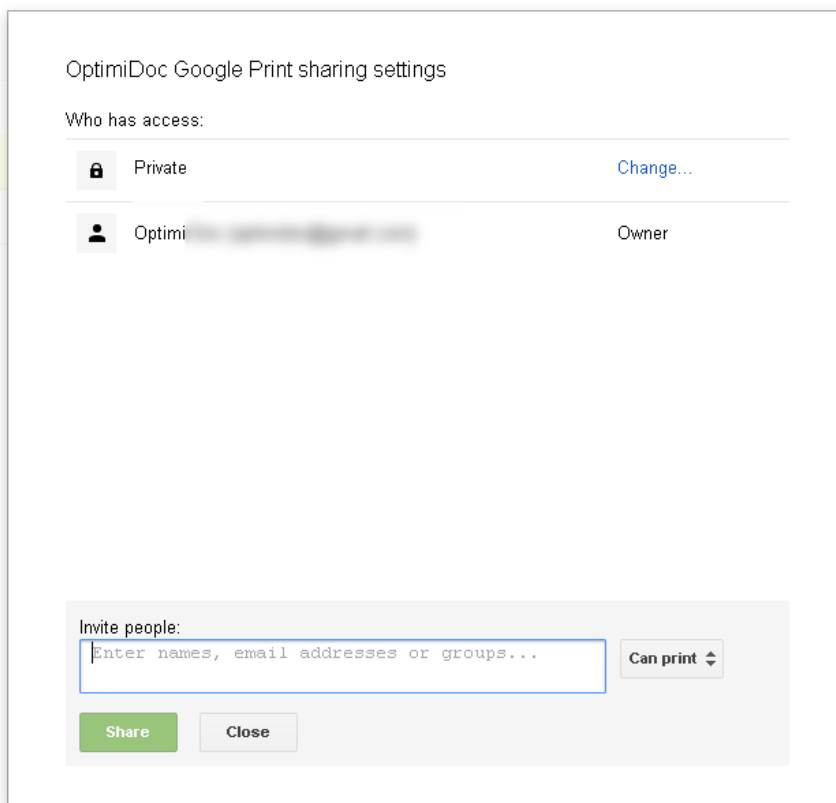 OptimiDoc Google Print sharing settings
Who has access:
Private Change...
Optimi Owner
Invite people:
Enter names, email addresses or groups...
Can print
Share Close